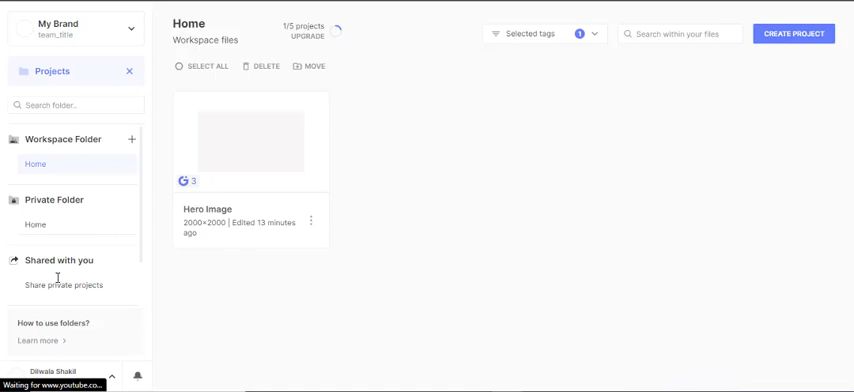 My Brand
team_title
Projects
Search folder..
Workspace Folder
Home
Private Folder
Home
Shared with you
Share private projects
How to use folders?
Learn more >
Dilwala Shakil
Waiting for www.youtube.co...
Home
Workspace files
1/5 projects
UPGRADE
Selected tags
1
Search within your files
CREATE PROJECT
SELECT ALL
DELETE
MOVE
3
Hero Image
2000×2000 | Edited 13 minutes
ago